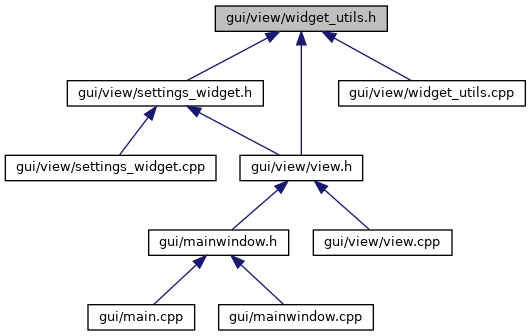 gui/view/widget_utils.h
gui/view/settings_widget.h
gui/view/widget_utils.cpp
gui/view/settings_widget.cpp
gui/view/view.h
gui/mainwindow.h
gui/view/view.cpp
gui/main.cpp
gui/mainwindow.cpp